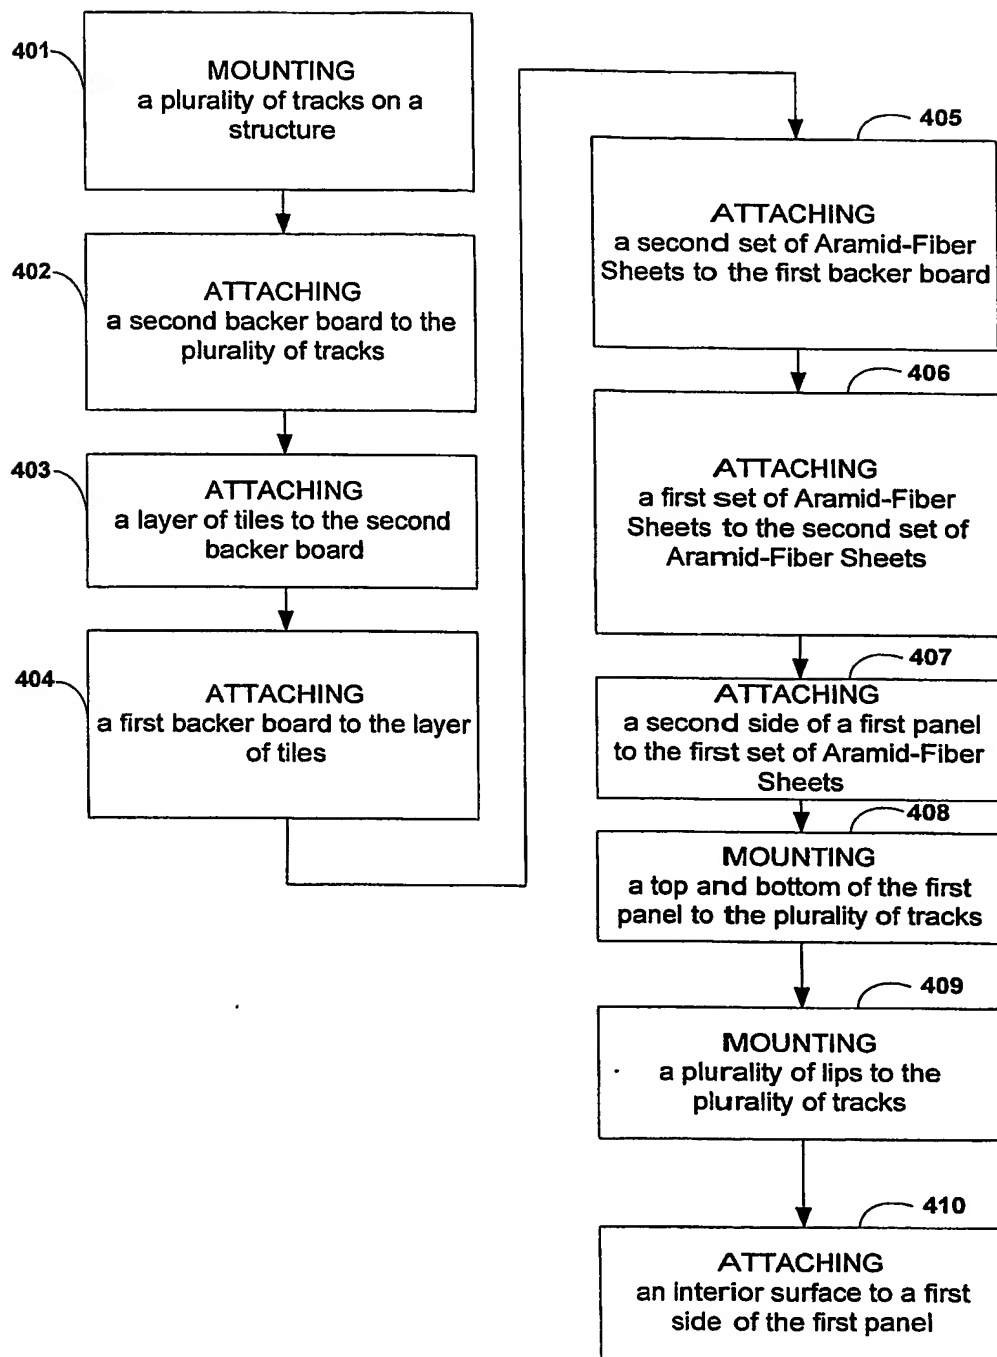 401
MOUNTING
a plurality of tracks on a
structure
402
ATTACHING
a second backer board to the
plurality of tracks
403
ATTACHING
a layer of tiles to the second
backer board
404
ATTACHING
a first backer board to the layer
of tiles
405
ATTACHING
a second set of Aramid-Fiber
Sheets to the first backer board
406
ATTACHING
a first set of Aramid-Fiber
Sheets to the second set of
Aramid-Fiber Sheets
407
ATTACHING
a second side of a first panel
to the first set of Aramid-Fiber
Sheets
408
MOUNTING
a top and bottom of the first
panel to the plurality of tracks
409
MOUNTING
a plurality of lips to the
plurality of tracks
410
ATTACHING
an interior surface to a first
side of the first panel